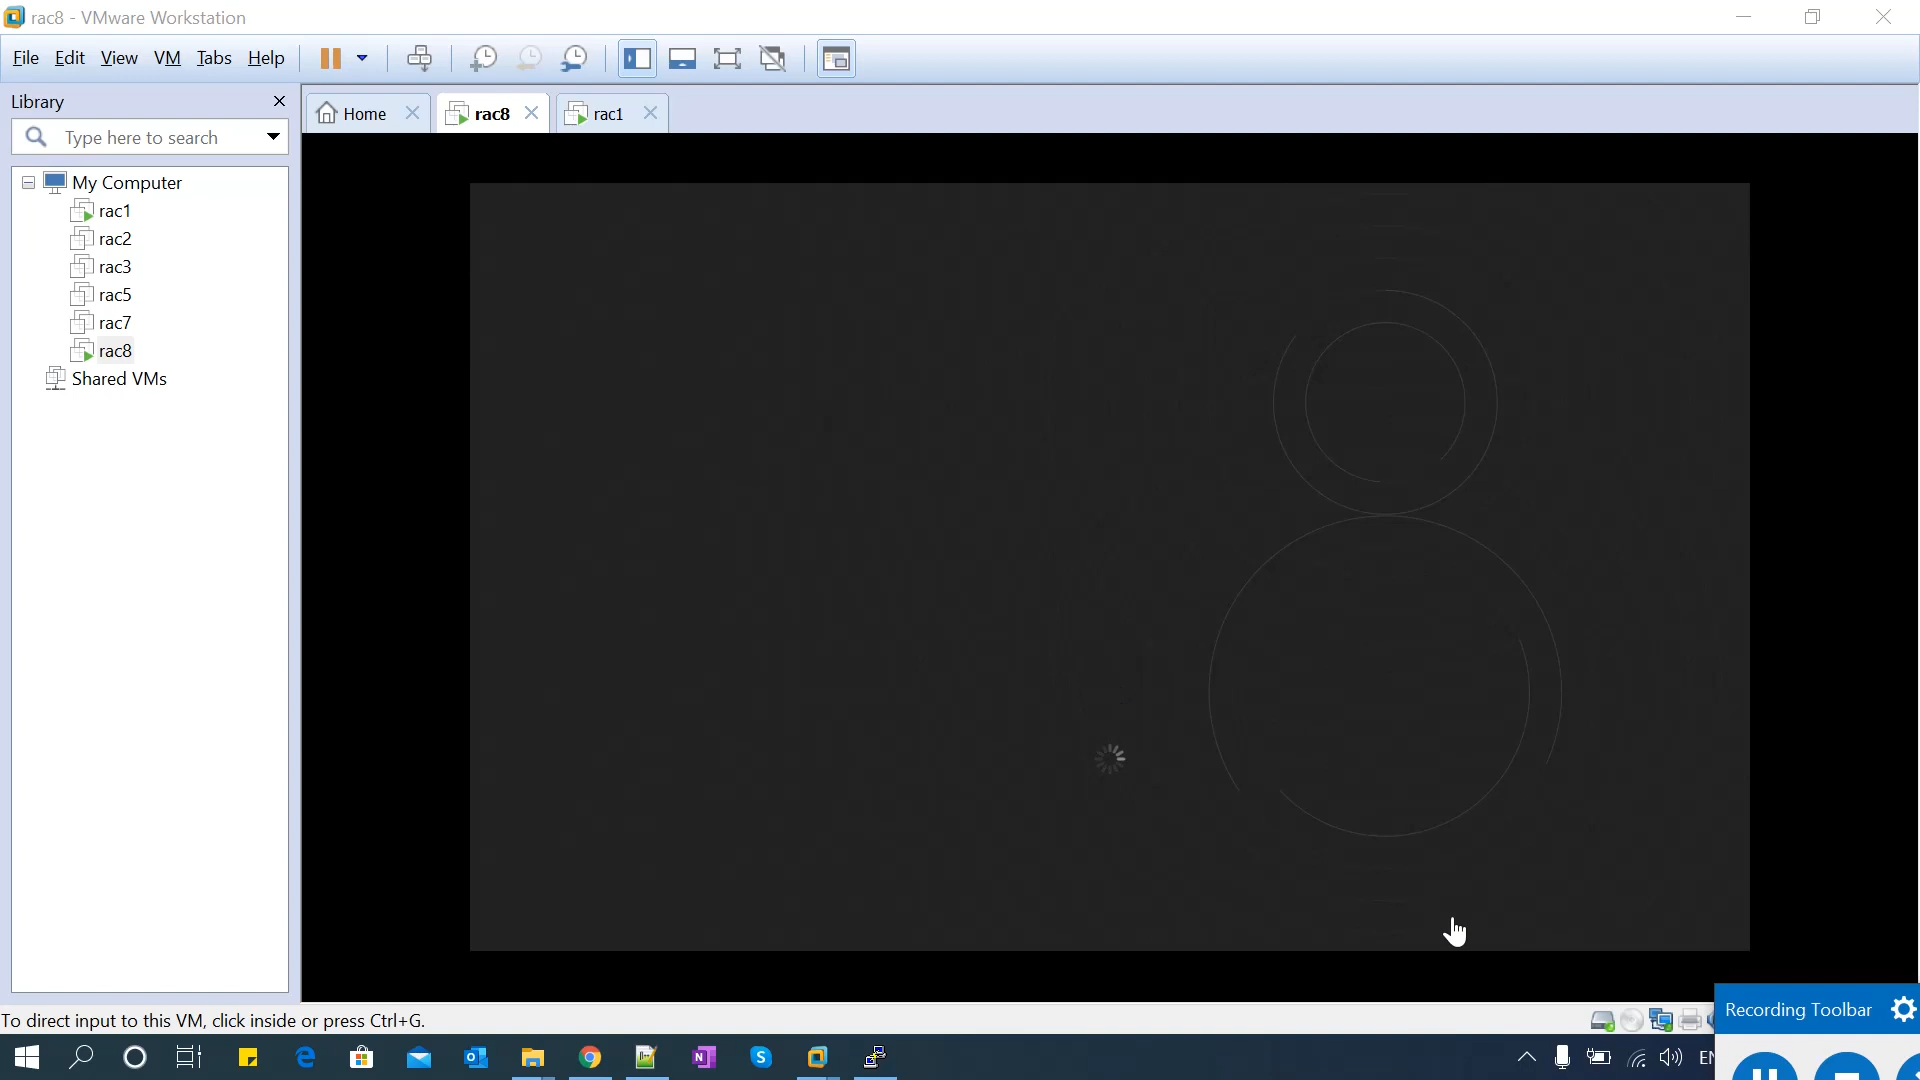 rac8 - VMware Workstation
File Edit View VM Tabs Help
Library
Type here to search
My Computer
rac1
rac2
rac3
rac5
rac7
rac8
Shared VMs
Home
rac8
rac1
To direct input to this VM, click inside or press Ctrl+G.
Recording Toolbar